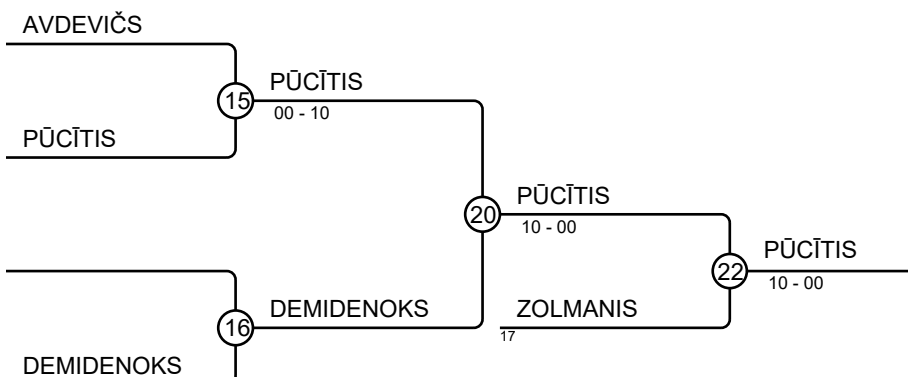 AVDEVIČS
15
PŪCĪTIS
00 - 10
PŪCĪTIS
20
PŪCĪTIS
10 - 00
22
PŪCĪTIS
10 - 00
16
DEMIDENOKS
ZOLMANIS
17
DEMIDENOKS